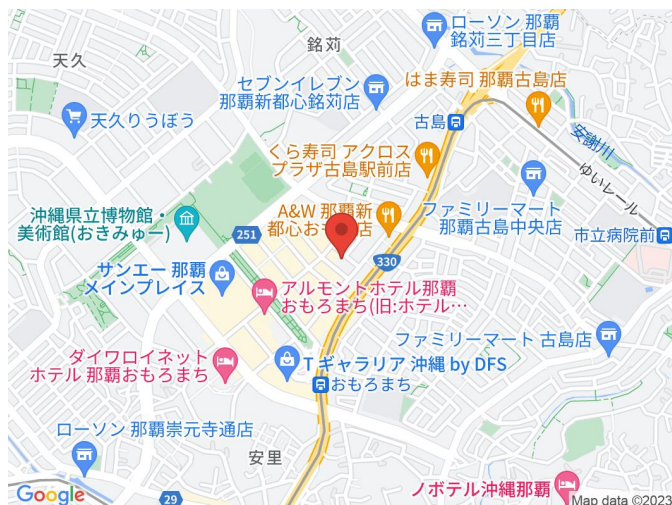 ローソン 那覇
銘苅三丁目店
銘苅
天久
はま寿司 那覇古島店
セブンイレブン
那覇新都心銘苅店
天久りうぼう
古島
安謝川
くら寿司 アクロス
プラザ古島駅前店
ゆいレール
沖縄県立博物館・
美術館(おきみゅー)
A&W 那覇新
都心おも
店
ファミリーマート
那覇古島中央店
251
市立病院前
330
サンエー 那覇
メインプレイス
アルモントホテル那覇
おもろまち(旧:ホテル…
ファミリーマート 古島店
ダイワロイネット
ホテル 那覇おもろまち
T ギャラリア 沖縄 by DFS
おもろまち
ローソン 那覇崇元寺通店
安里
29
ノボテル沖縄那覇
Google
Map data ©2023